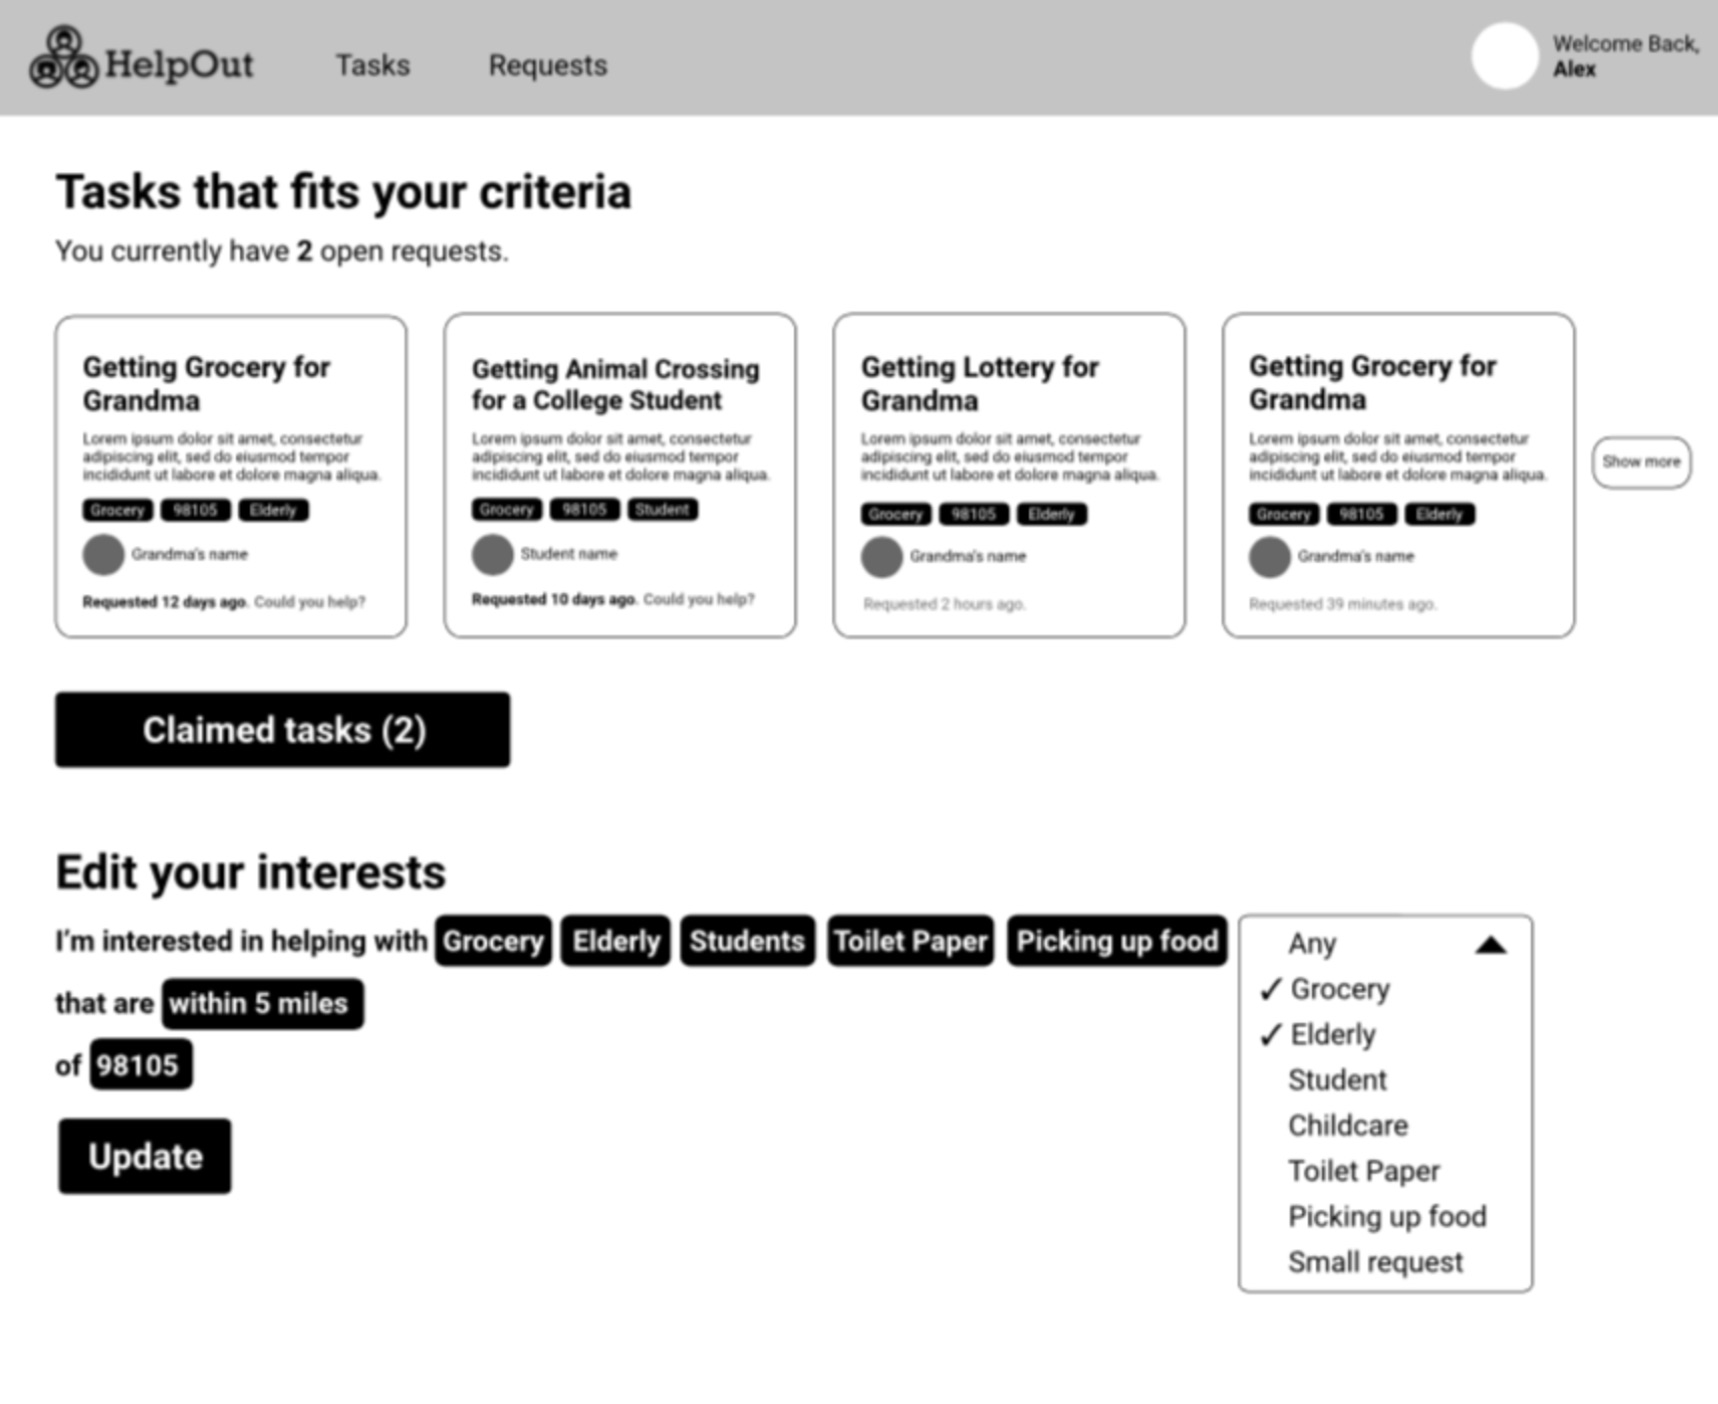 HelpOut
Tasks
Requests
Welcome Back,
Alex
Tasks that fits your criteria
You currently have 2 open requests.
Getting Grocery for
Grandma
Lorem ipsum dolor sit amet, consectetur
adipiscing elit, sed do eiusmod tempor
incididunt ut labore et dolore magna aliqua.
Grocery 98105 Elderly
Grandma's name
Requested 12 days ago. Could you help?
Getting Animal Crossing
for a College Student
Lorem ipsum dolor sit amet, consectetur
adipiscing elit, sed do eiusmod tempor
incididunt ut labore et dolore magna aliqua.
Grocery 98105 Student
Student name
Requested 10 days ago. Could you help?
Getting Lottery for
Grandma
Lorem ipsum dolor sit amet, consectetur
adipiscing elit, sed do eiusmod tempor
incididunt ut labore et dolore magna aliqua.
Grocery 98105 Elderly
Grandma's name
Requested 2 hours ago.
Getting Grocery for
Grandma
Lorem ipsum dolor sit amet, consectetur
adipiscing elit, sed do eiusmod tempor
incididunt ut labore et dolore magna aliqua.
Grocery 98105 Elderly
Grandma's name
Requested 39 minutes ago.
Show more
Claimed tasks (2)
Edit your interests
I'm interested in helping with Grocery Elderly Students Toilet Paper Picking up food
that are within 5 miles
of 98105
Update
Any
✓ Grocery
✓ Elderly
Student
Childcare
Toilet Paper
Picking up food
Small request